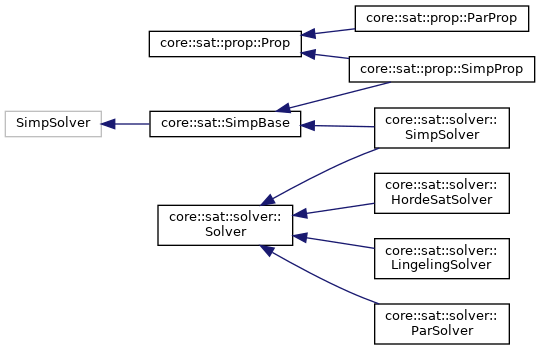 core::sat::prop::ParProp
core::sat::prop::Prop
core::sat::prop::SimpProp
SimpSolver
core::sat::SimpBase
core::sat::solver::
SimpSolver
core::sat::solver::
HordeSatSolver
core::sat::solver::
Solver
core::sat::solver::
LingelingSolver
core::sat::solver::
ParSolver